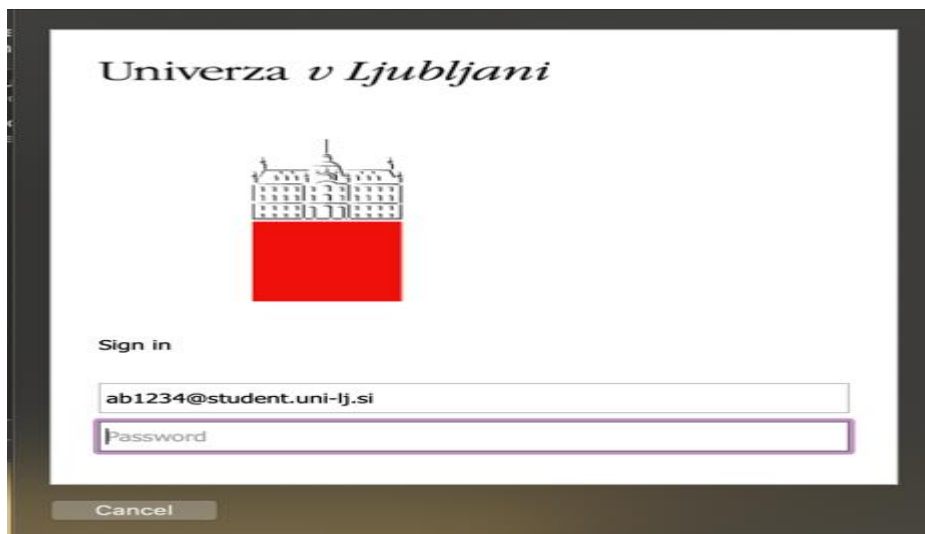 Univerza v Ljubljani
Sign in
ab1234@student.uni-lj.si
Password
Cancel